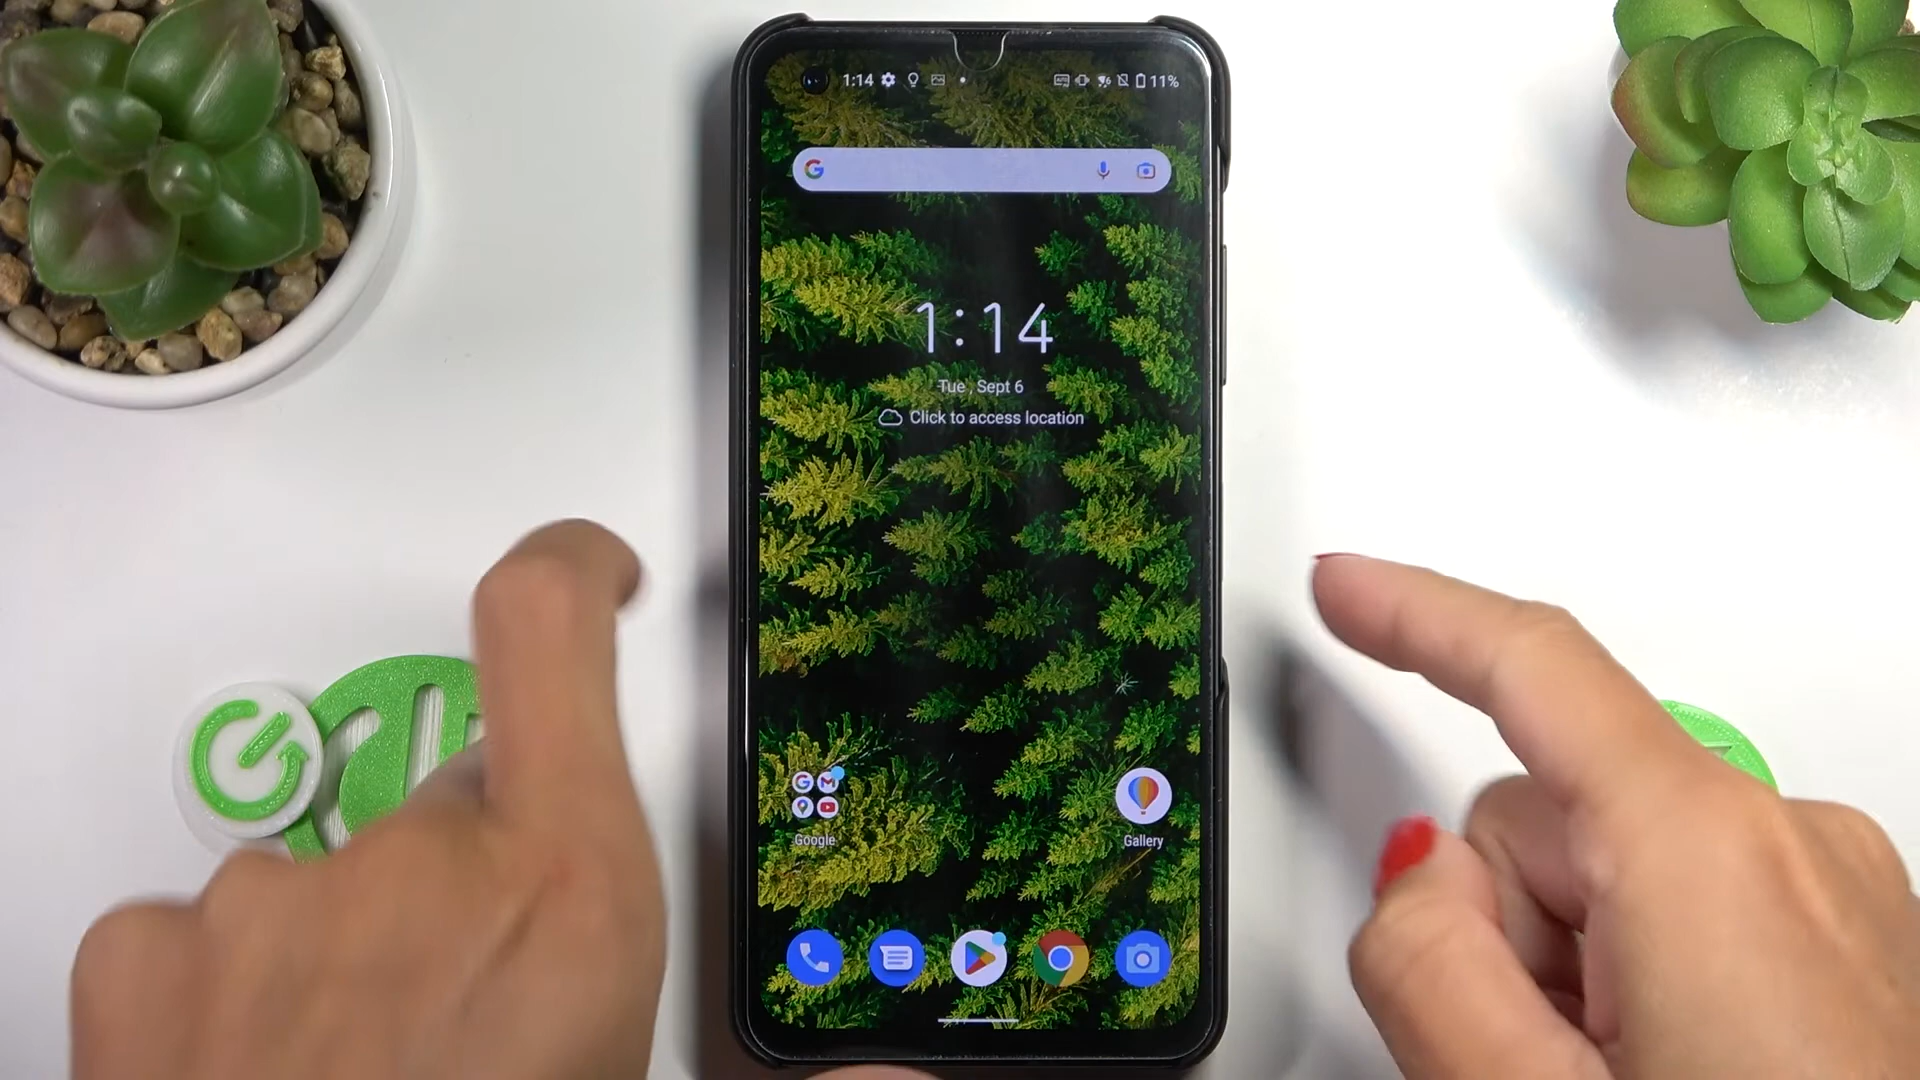 1:14
11%
1:14
Tue, Sept 6
Click to access location
Google
Gallery